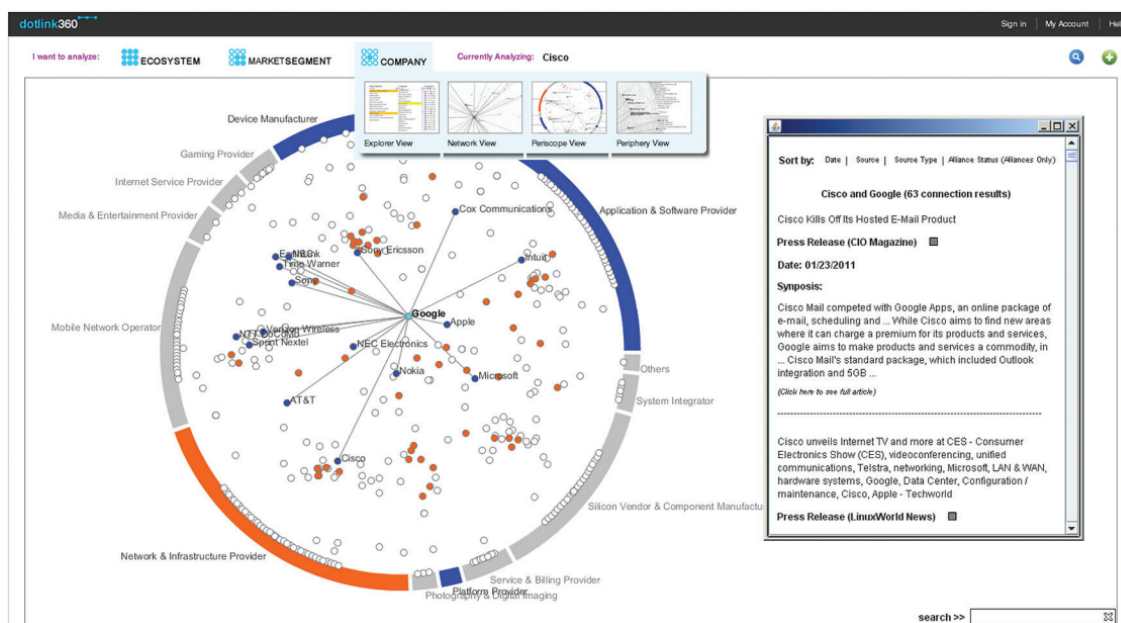 dotlink360
Sign in | My Account | Hel
I want to analyze:
ECOSYSTEM
MARKETSEGMENT
COMPANY
Currently Analyzing: Cisco
Explorer View
Network View
Periscope View
Periphery View
Device Manufacturer
Gaming Provider
Internet Service Provider
Media & Entertainment Provider
Mobile Network Operator
Network & Infrastructure Provider
Application & Software Provider
Others
System Integrator
Silicon Vendor & Component Manufactu
Service & Billing Provider
Platform Provider
Photography & Digital Imaging
Cox Communications
Sony Ericsson
Intuit
Time Warner
Sony
Google
Apple
Verizon Wireless
Sprint Nextel
NEC Electronics
Nokia
Microsoft
AT&T
Cisco
Sort by: Date | Source | Source Type | Alliance Status (Alliances Only)
Cisco and Google (63 connection results)
Cisco Kills Off Its Hosted E-Mail Product
Press Release (CIO Magazine)
Date: 01/23/2011
Synposis:
Cisco Mail competed with Google Apps, an online package of
e-mail, scheduling and ... While Cisco aims to find new areas
where it can charge a premium for its products and services,
Google aims to make products and services a commodity, in
... Cisco Mail's standard package, which included Outlook
integration and 5GB ...
(Click here to see full article)
Cisco unveils Internet TV and more at CES - Consumer
Electronics Show (CES), videoconferencing, unified
communications, Telstra, networking, Microsoft, LAN & WAN,
hardware systems, Google, Data Center, Configuration /
maintenance, Cisco, Apple - Techworld
Press Release (LinuxWorld News)
search >>